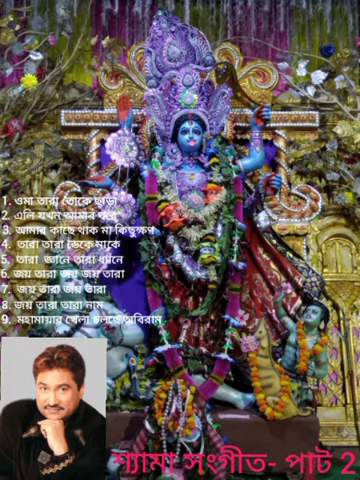 1. ওমা তারা তোকে ছাড়া
2. এলি যখন আমার ঘরে
3. আমার কাছে থাক মা কিছুক্ষণ
4. তারা তারা ডেকে মাকে
5. তারা জ্ঞানে তারা ধ্যানে
6. জয় তারা জয় জয় তারা
7. জয় তারা জয় তারা
8. জয় তারা তারা নাম
9. মহামায়ার খেলা চলছে অবিরাম
শ্যামা সংগীত- পার্ট 2